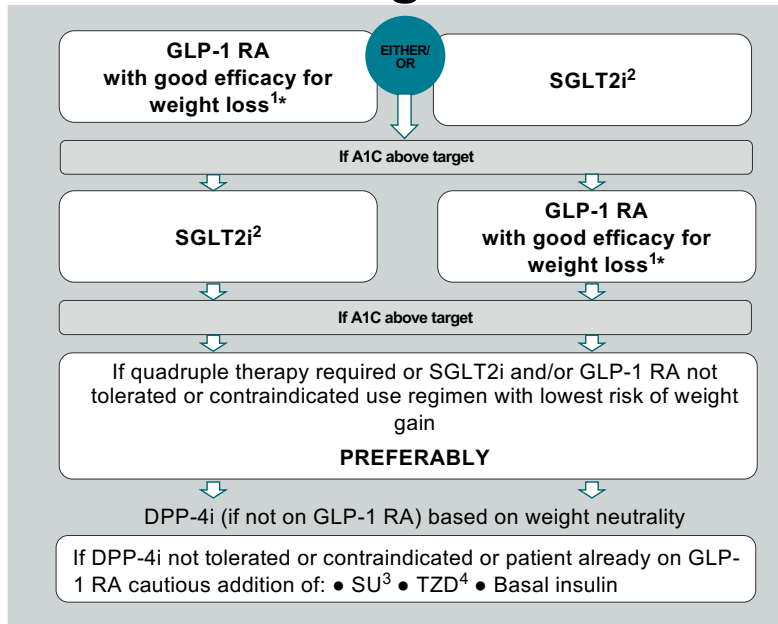 GLP-1 RA
with good efficacy for
weight loss1*
EITHER/
OR
SGLT2i2
If A1C above target
SGLT2i2
GLP-1 RA
with good efficacy for
weight loss1*
If A1C above target
If quadruple therapy required or SGLT2i and/or GLP-1 RA not
tolerated or contraindicated use regimen with lowest risk of weight
gain
PREFERABLY
DPP-4i (if not on GLP-1 RA) based on weight neutrality
If DPP-4i not tolerated or contraindicated or patient already on GLP-
1 RA cautious addition of: ● SU3 ● TZD4 ● Basal insulin